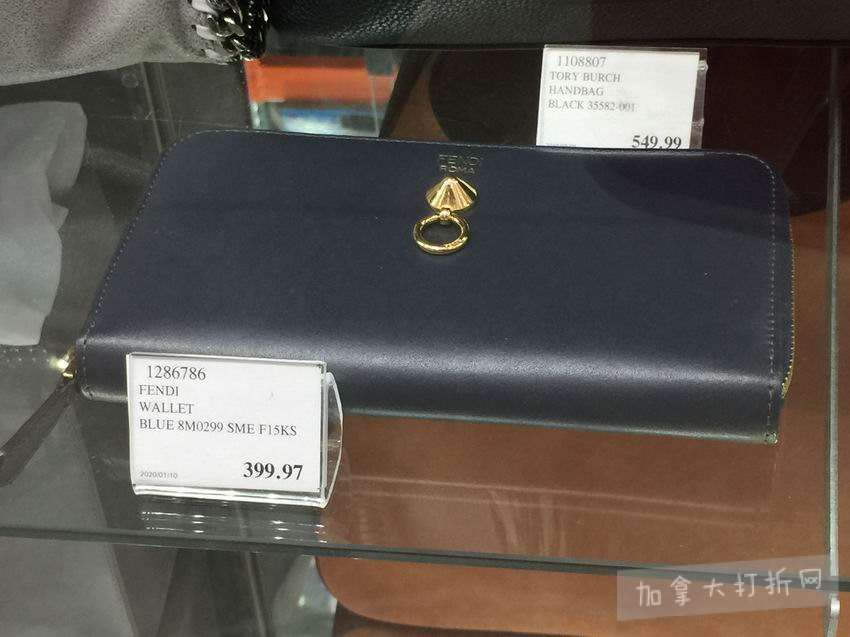 1108807
TORY BURCH
HANDBAG
BLACK 35582-001
549.99
FENDI
ROMA
1286786
FENDI
WALLET
BLUE 8M0299 SME F15KS
2020/01/10
399.97
加拿大打折网